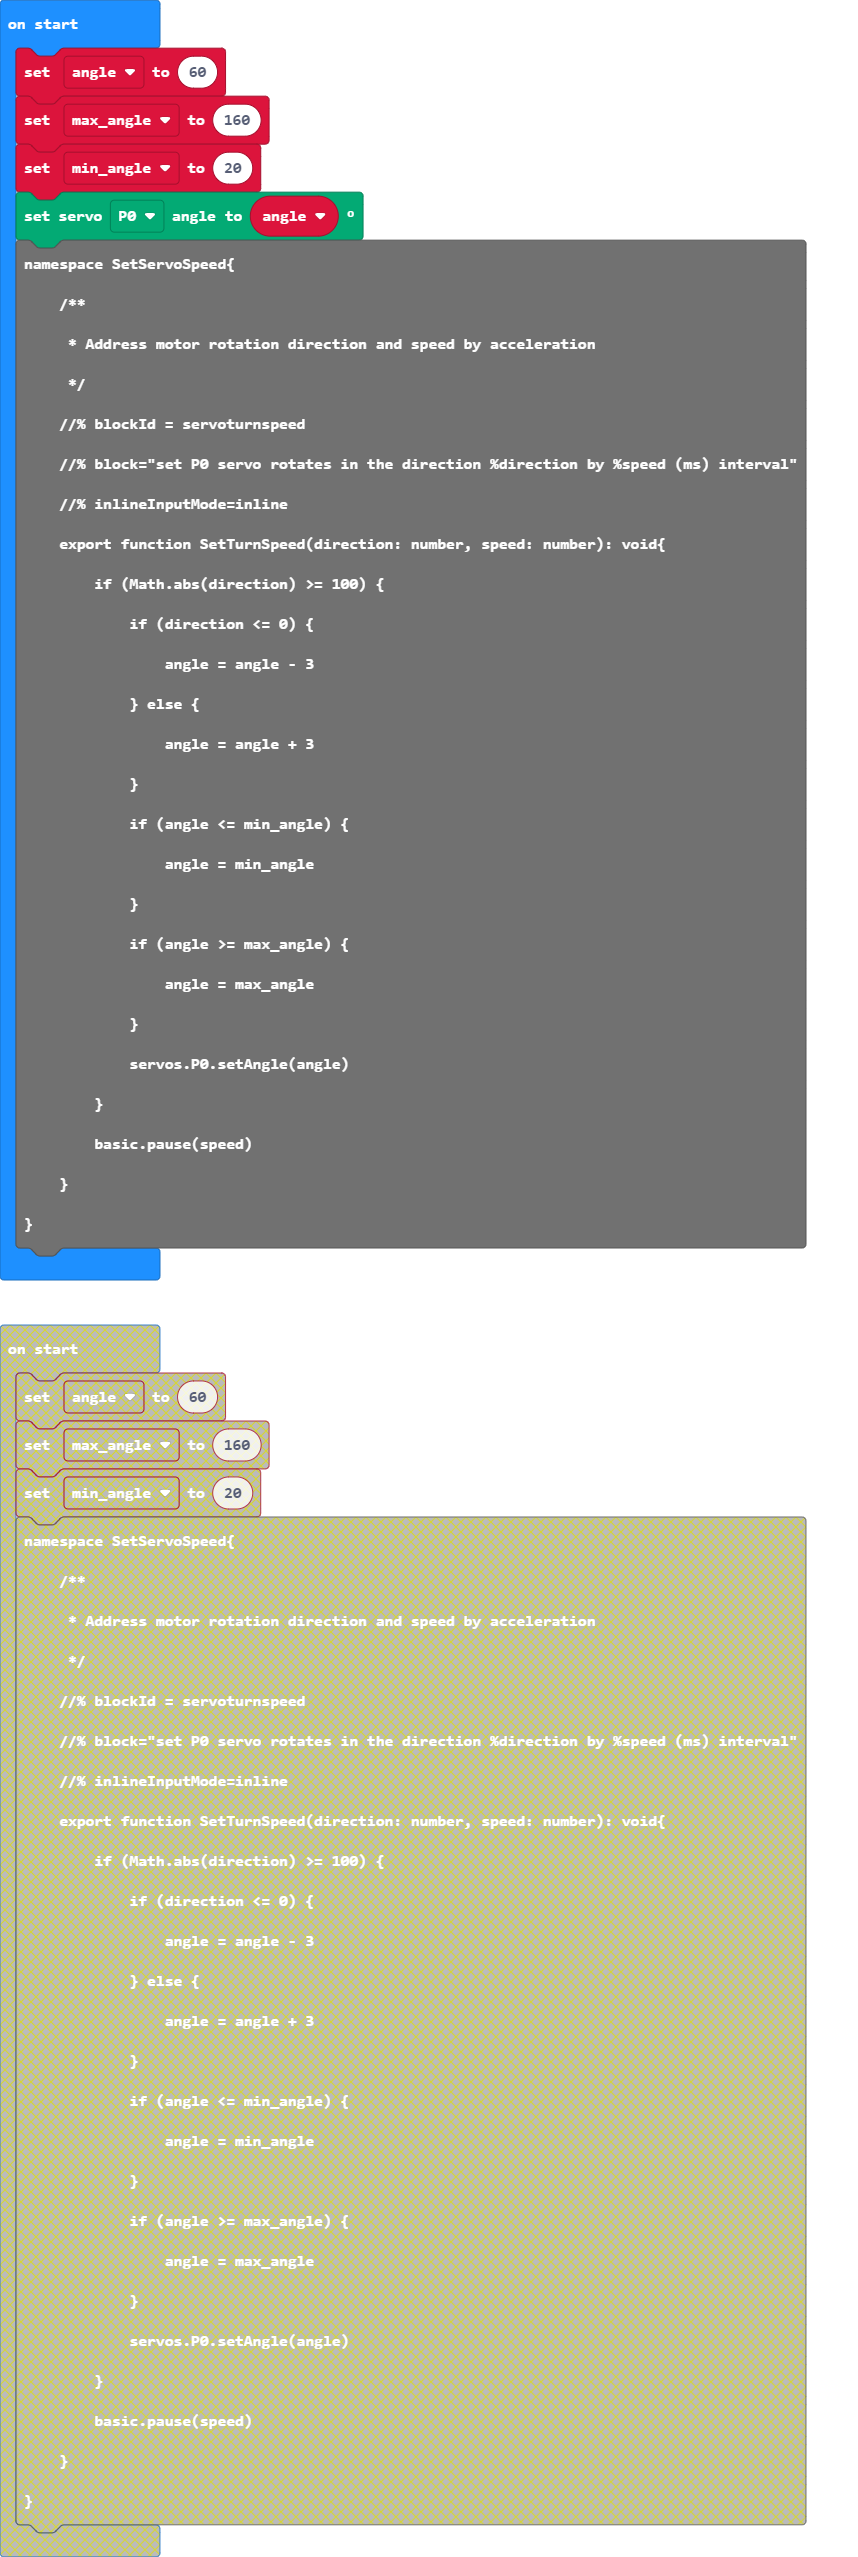 on start
set angle to 60
set max_angle to 160
set min_angle to 20
set servo P0 angle to angle °
namespace SetServoSpeed{
/**
* Address motor rotation direction and speed by acceleration
*/
//% blockId = servoturnspeed
//% block="set P0 servo rotates in the direction %direction by %speed (ms) interval"
//% inlineInputMode=inline
export function SetTurnSpeed(direction: number, speed: number): void{
if (Math.abs(direction) >= 100) {
if (direction <= 0) {
angle = angle - 3
} else {
angle = angle + 3
}
if (angle <= min_angle) {
angle = min_angle
}
if (angle >= max_angle) {
angle = max_angle
}
servos.P0.setAngle(angle)
}
basic.pause(speed)
}
}
on start
set angle to 60
set max_angle to 160
set min_angle to 20
namespace SetServoSpeed{
/**
* Address motor rotation direction and speed by acceleration
*/
//% blockId = servoturnspeed
//% block="set P0 servo rotates in the direction %direction by %speed (ms) interval"
//% inlineInputMode=inline
export function SetTurnSpeed(direction: number, speed: number): void{
if (Math.abs(direction) >= 100) {
if (direction <= 0) {
angle = angle - 3
} else {
angle = angle + 3
}
if (angle <= min_angle) {
angle = min_angle
}
if (angle >= max_angle) {
angle = max_angle
}
servos.P0.setAngle(angle)
}
basic.pause(speed)
}
}